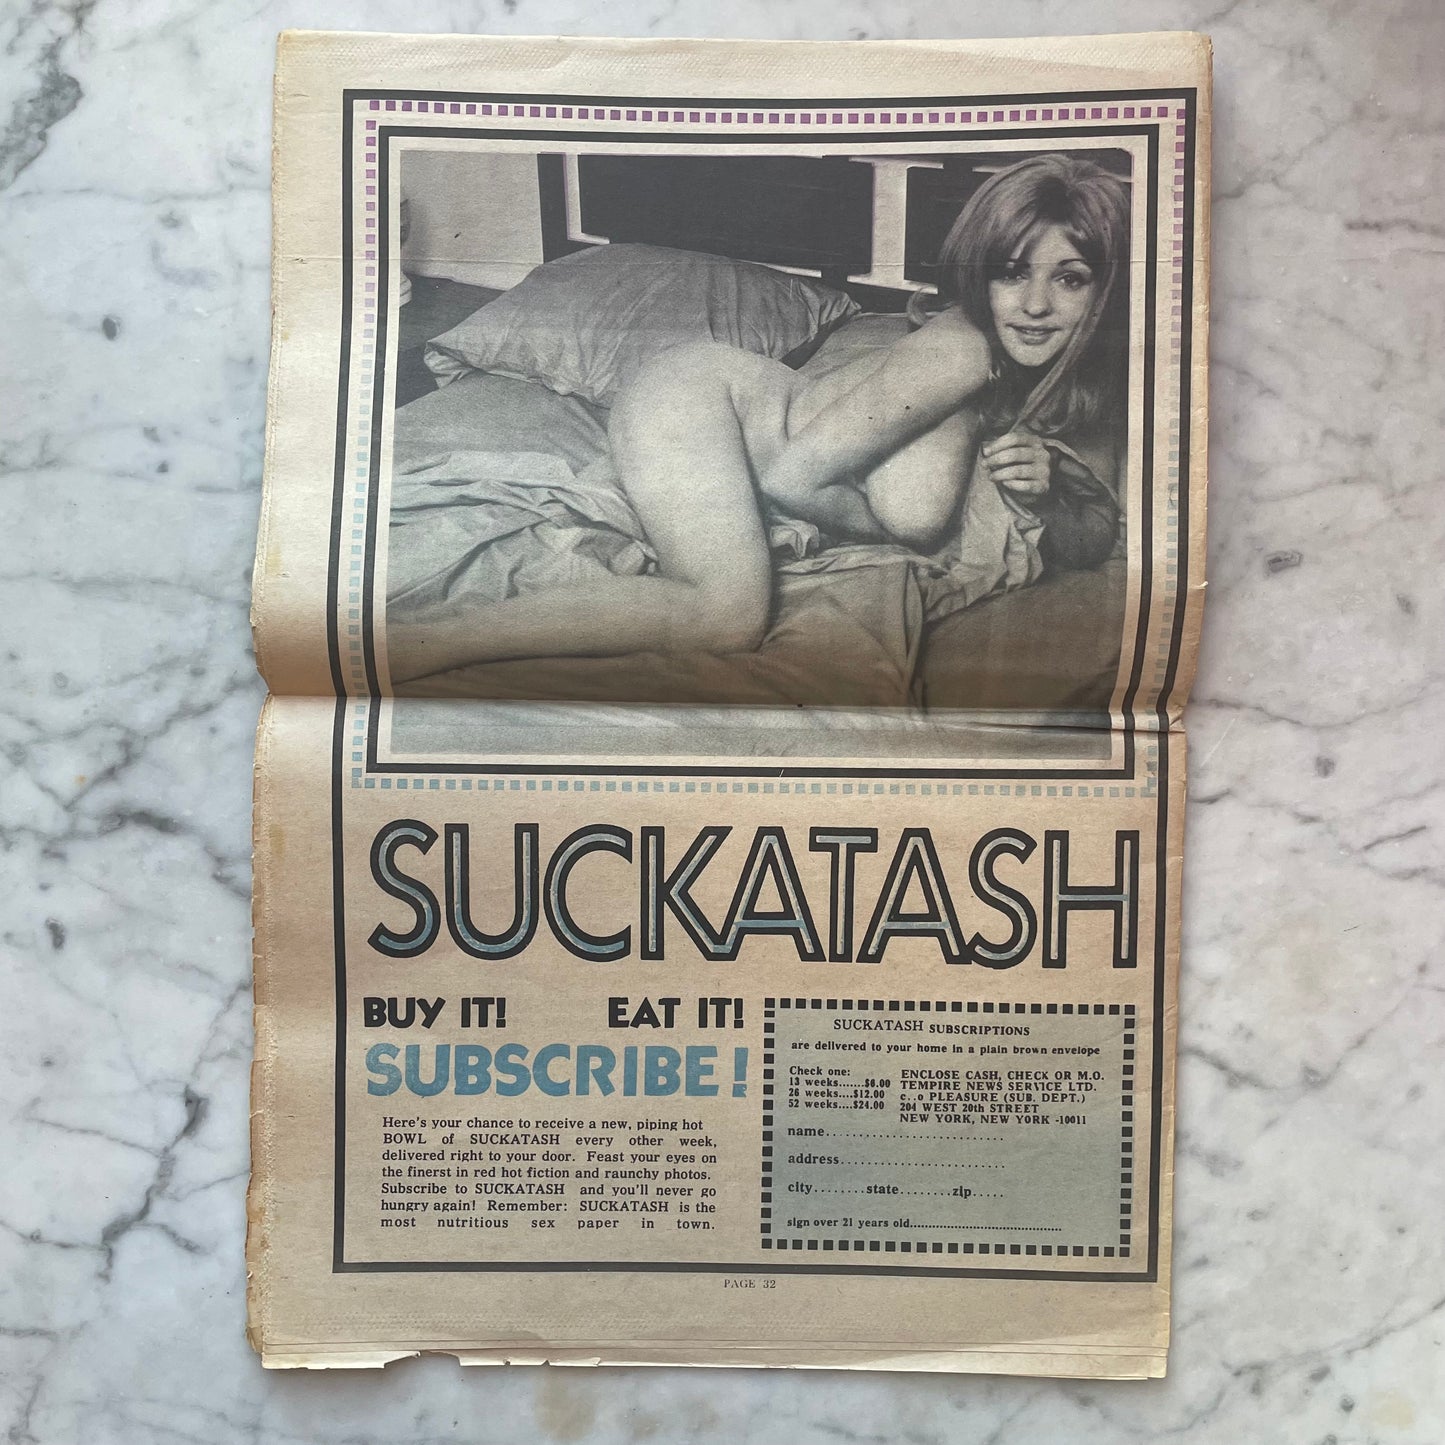 SUCKATASH
BUY IT! EAT IT!
SUBSCRIBE!
Here's your chance to receive a new, piping hot
BOWL of SUCKATASH every other week,
delivered right to your door. Feast your eyes on
the finerst in red hot fiction and raunchy photos.
Subscribe to SUCKATASH and you'll never go
hungry again! Remember: SUCKATASH is the
most nutritious sex paper in town.
SUCKATASH SUBSCRIPTIONS
are delivered to your home in a plain brown envelope
Check one:
13 weeks.......$6.00
26 weeks....$12.00
52 weeks....$24.00
ENCLOSE CASH, CHECK OR M.O.
TEMPIRE NEWS SERVICE LTD.
c..o PLEASURE (SUB. DEPT.)
204 WEST 20th STREET
NEW YORK, NEW YORK -10011
name...........................
address.........................
city........state........zip.....
sign over 21 years old..........................................
PAGE 32